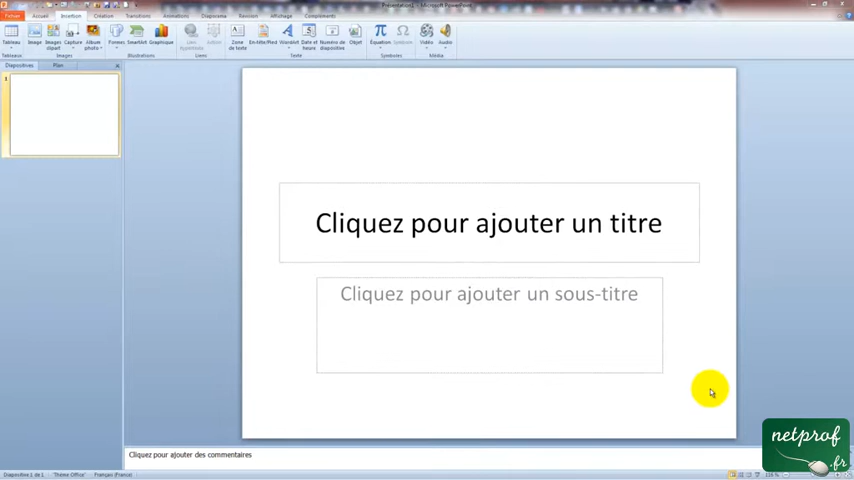 Présentation1 - Microsoft PowerPoint
Fichier Accueil Insertion Création Transitions Animations Diaporama Révision Affichage Compléments
Tableau Image Images clipart Capture Album photo Formes SmartArt Graphique Lien hypertexte Action Zone de texte En-tête/Pied WordArt Date et heure Numéro de diapositive Objet Équation Symbole Vidéo Audio
Tableaux Images Illustrations Liens Texte Symboles Média
Diapositives Plan
1
Cliquez pour ajouter un titre
Cliquez pour ajouter un sous-titre
Cliquez pour ajouter des commentaires
netprof
.fr
Diapositive 1 de 1 "Thème Office" Français (France)